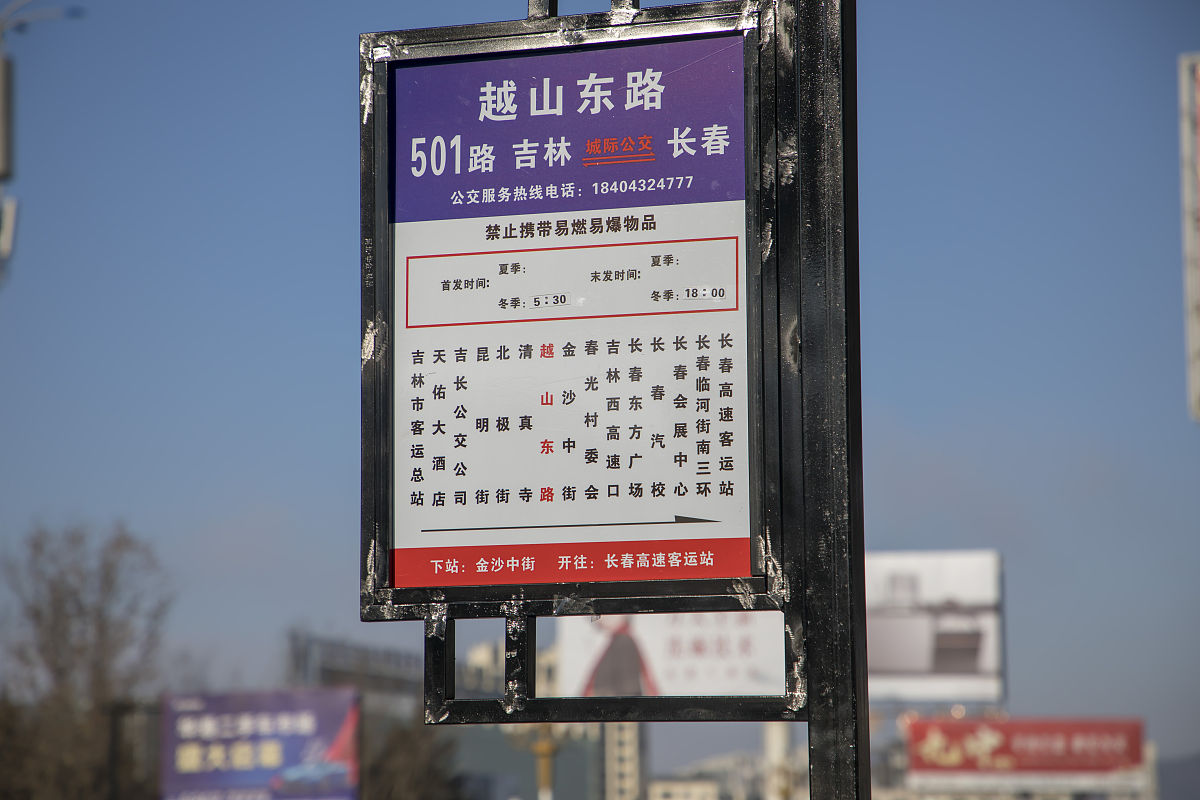 越山东路
501路 吉林 城际公交 长春
公交服务热线电话：18404324777
禁止携带易燃易爆物品
首发时间：
夏季：
冬季：5:30
末发时间：
夏季：
冬季：18:00
吉林市客运总站
天佑大酒店
吉长公交公司
昆明街
北极街
清真寺
越山东路
金沙中街
春光村委会
吉林西高速口
长春东方广场
长春汽校
长春会展中心
长春临河街南三环
长春高速客运站
下站：金沙中街 开往：长春高速客运站